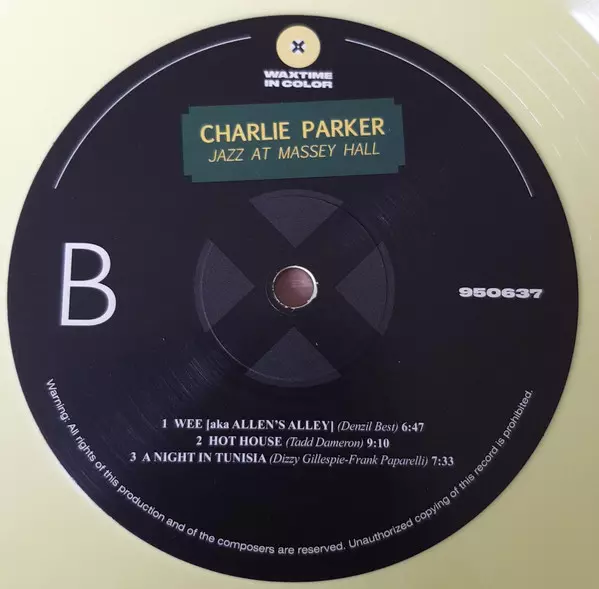 WAXTIME
IN COLOR
CHARLIE PARKER
JAZZ AT MASSEY HALL
B
950637
1 WEE [aka ALLEN'S ALLEY] (Denzil Best) 6:47
2 HOT HOUSE (Tadd Dameron) 9:10
3 A NIGHT IN TUNISIA (Dizzy Gillespie-Frank Paparelli) 7:33
Warning: All rights of this production and of the composers are reserved. Unauthorized copying of this record is prohibited.